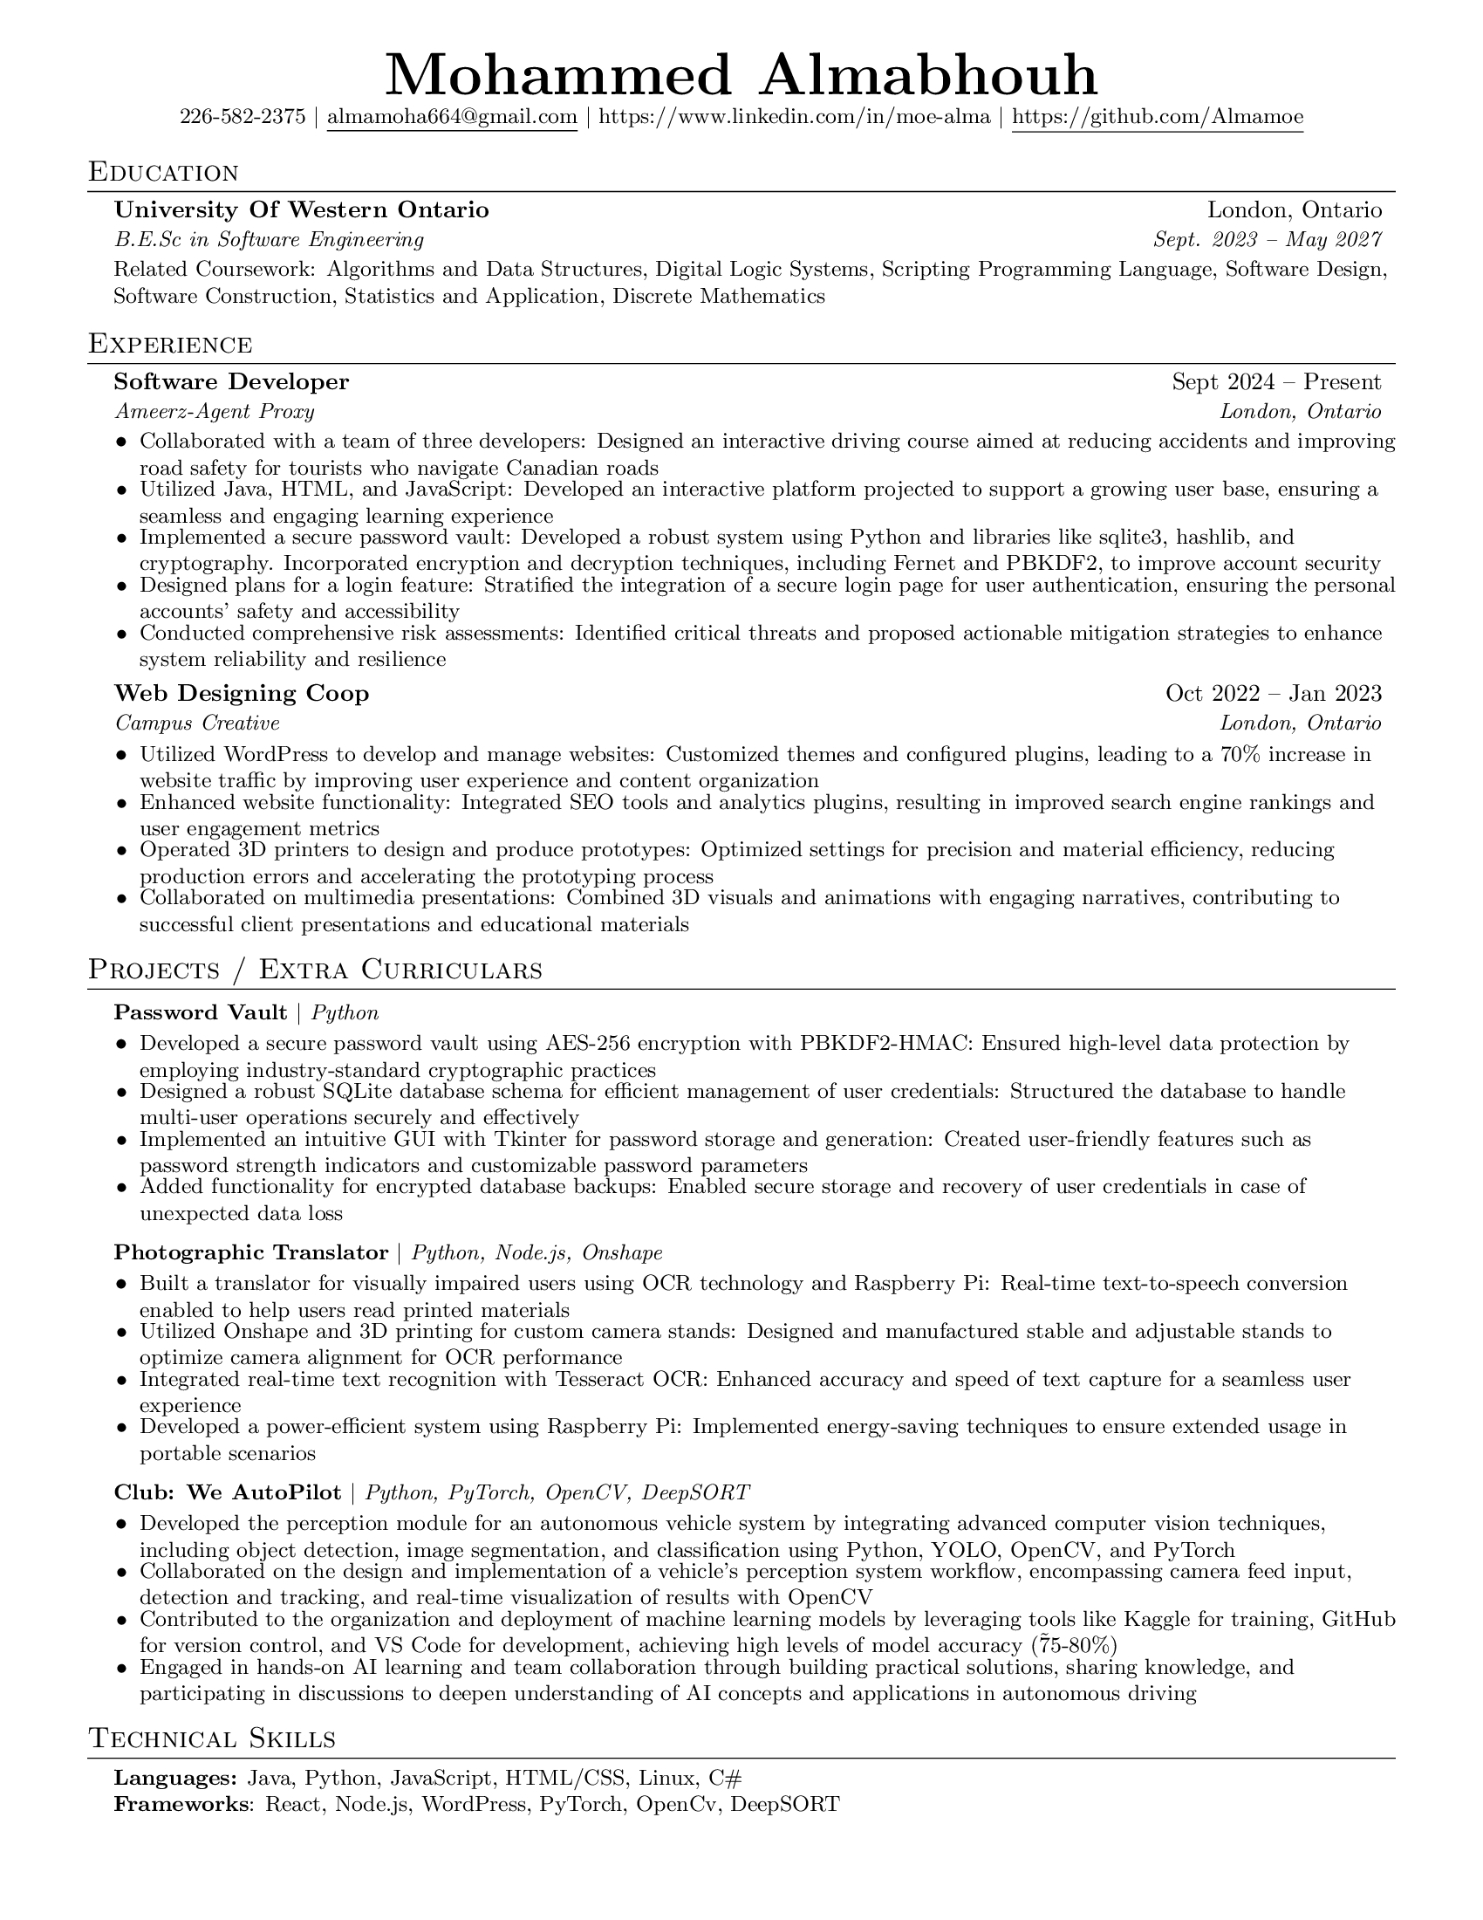 Mohammed Almabhouh
226-582-2375 | almamoha664@gmail.com | https://www.linkedin.com/in/moe-alma | https://github.com/Almamoe
Education
University Of Western Ontario London, Ontario
B.E.Sc in Software Engineering Sept. 2023 – May 2027
Related Coursework: Algorithms and Data Structures, Digital Logic Systems, Scripting Programming Language, Software Design,
Software Construction, Statistics and Application, Discrete Mathematics
Experience
Software Developer Sept 2024 – Present
Ameerz-Agent Proxy London, Ontario
• Collaborated with a team of three developers: Designed an interactive driving course aimed at reducing accidents and improving
road safety for tourists who navigate Canadian roads
• Utilized Java, HTML, and JavaScript: Developed an interactive platform projected to support a growing user base, ensuring a
seamless and engaging learning experience
• Implemented a secure password vault: Developed a robust system using Python and libraries like sqlite3, hashlib, and
cryptography. Incorporated encryption and decryption techniques, including Fernet and PBKDF2, to improve account security
• Designed plans for a login feature: Stratified the integration of a secure login page for user authentication, ensuring the personal
accounts' safety and accessibility
• Conducted comprehensive risk assessments: Identified critical threats and proposed actionable mitigation strategies to enhance
system reliability and resilience
Web Designing Coop Oct 2022 – Jan 2023
Campus Creative London, Ontario
• Utilized WordPress to develop and manage websites: Customized themes and configured plugins, leading to a 70% increase in
website traffic by improving user experience and content organization
• Enhanced website functionality: Integrated SEO tools and analytics plugins, resulting in improved search engine rankings and
user engagement metrics
• Operated 3D printers to design and produce prototypes: Optimized settings for precision and material efficiency, reducing
production errors and accelerating the prototyping process
• Collaborated on multimedia presentations: Combined 3D visuals and animations with engaging narratives, contributing to
successful client presentations and educational materials
Projects / Extra Curriculars
Password Vault | Python
• Developed a secure password vault using AES-256 encryption with PBKDF2-HMAC: Ensured high-level data protection by
employing industry-standard cryptographic practices
• Designed a robust SQLite database schema for efficient management of user credentials: Structured the database to handle
multi-user operations securely and effectively
• Implemented an intuitive GUI with Tkinter for password storage and generation: Created user-friendly features such as
password strength indicators and customizable password parameters
• Added functionality for encrypted database backups: Enabled secure storage and recovery of user credentials in case of
unexpected data loss
Photographic Translator | Python, Node.js, Onshape
• Built a translator for visually impaired users using OCR technology and Raspberry Pi: Real-time text-to-speech conversion
enabled to help users read printed materials
• Utilized Onshape and 3D printing for custom camera stands: Designed and manufactured stable and adjustable stands to
optimize camera alignment for OCR performance
• Integrated real-time text recognition with Tesseract OCR: Enhanced accuracy and speed of text capture for a seamless user
experience
• Developed a power-efficient system using Raspberry Pi: Implemented energy-saving techniques to ensure extended usage in
portable scenarios
Club: We AutoPilot | Python, PyTorch, OpenCV, DeepSORT
• Developed the perception module for an autonomous vehicle system by integrating advanced computer vision techniques,
including object detection, image segmentation, and classification using Python, YOLO, OpenCV, and PyTorch
• Collaborated on the design and implementation of a vehicle's perception system workflow, encompassing camera feed input,
detection and tracking, and real-time visualization of results with OpenCV
• Contributed to the organization and deployment of machine learning models by leveraging tools like Kaggle for training, GitHub
for version control, and VS Code for development, achieving high levels of model accuracy (7̃5-80%)
• Engaged in hands-on AI learning and team collaboration through building practical solutions, sharing knowledge, and
participating in discussions to deepen understanding of AI concepts and applications in autonomous driving
Technical Skills
Languages: Java, Python, JavaScript, HTML/CSS, Linux, C#
Frameworks: React, Node.js, WordPress, PyTorch, OpenCv, DeepSORT